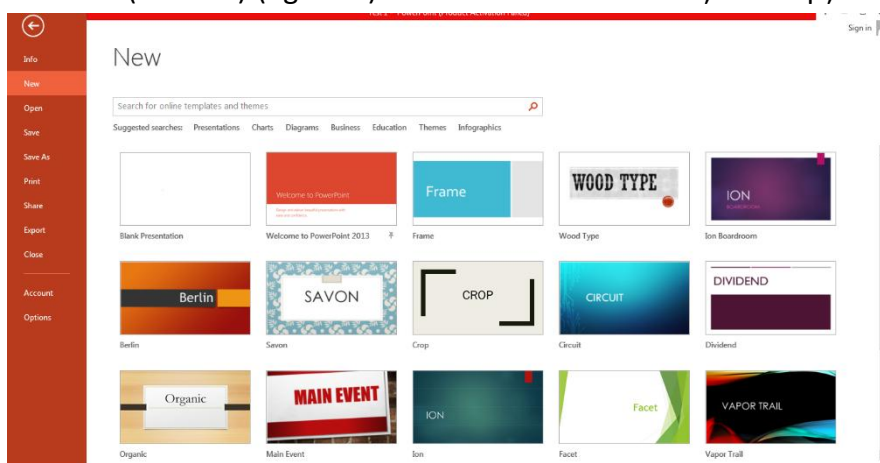 Sign in
Info
New
New
Open
Search for online templates and themes
Save
Suggested searches: Presentations Charts Diagrams Business Education Themes Infographics
Save As
Print
Share
Export
Close
Account
Options
Welcome to PowerPoint
Frame
WOOD TYPE
ION
BOARDROOM
Blank Presentation
Welcome to PowerPoint 2013
Frame
Wood Type
Ion Boardroom
Berlin
SAVON
CROP
CIRCUIT
DIVIDEND
Berlin
Savon
Crop
Circuit
Dividend
Organic
MAIN EVENT
ION
Facet
VAPOR TRAIL
Organic
Main Event
Ion
Facet
Vapor Trail